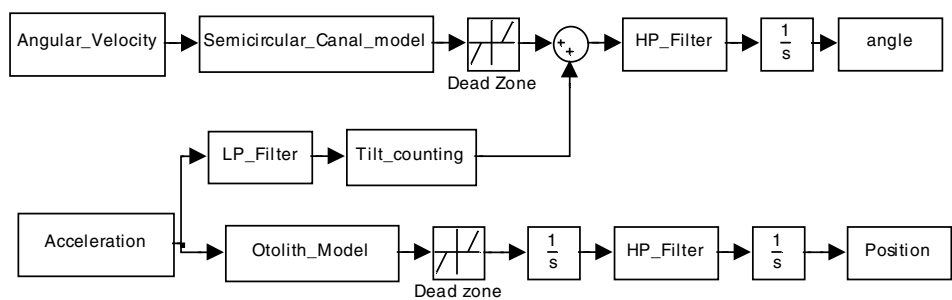 Angular_Velocity
Semicircular_Canal_model
Dead Zone
+
+
HP_Filter
1
s
angle
LP_Filter
Tilt_counting
Acceleration
Otolith_Model
Dead zone
1
s
HP_Filter
1
s
Position